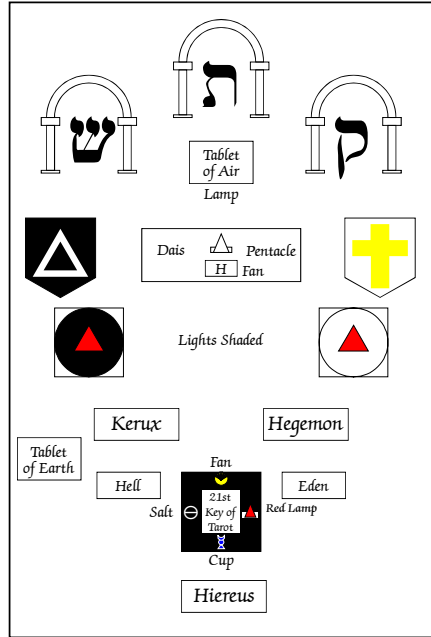 ת
ש
ק
Tablet
of Air
Lamp
Dais
Pentacle
H
Fan
Lights Shaded
Kerux
Hegemon
Tablet
of Earth
Fan
Hell
Eden
21st
Key of
Tarot
Salt
Red Lamp
Cup
Hiereus